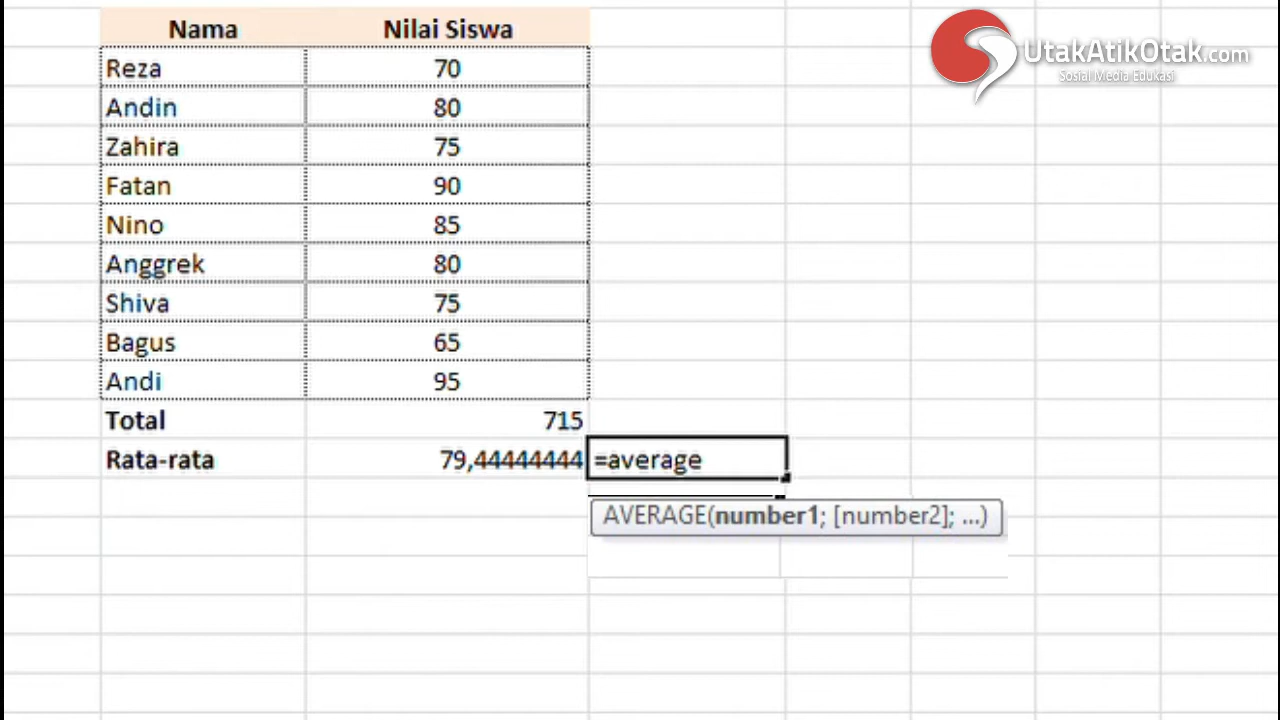 Nama Nilai Siswa
Reza 70
Andin 80
Zahira 75
Fatan 90
Nino 85
Anggrek 80
Shiva 75
Bagus 65
Andi 95
Total 715
Rata-rata 79,44444444 =average
AVERAGE(number1; [number2]; ...)
UtakAtikOtak.com
Sosial Media Edukasi